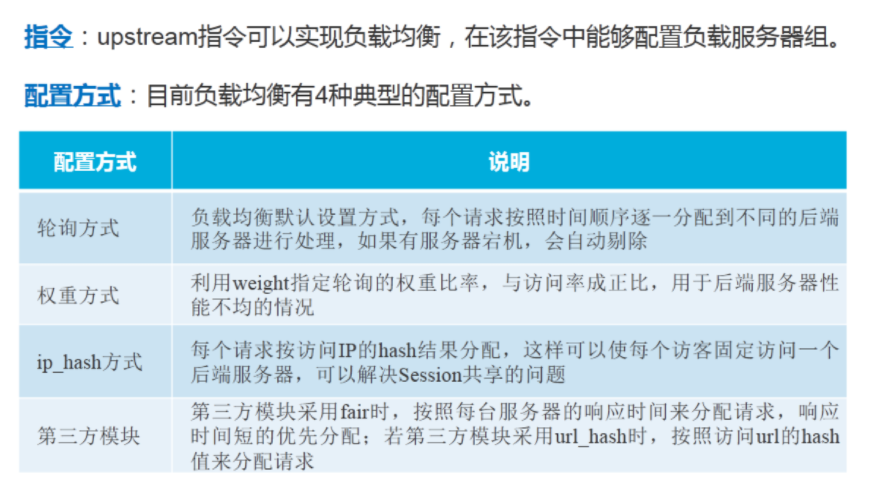 指令：upstream指令可以实现负载均衡，在该指令中能够配置负载服务器组。
配置方式：目前负载均衡有4种典型的配置方式。
配置方式 说明
轮询方式
负载均衡默认设置方式，每个请求按照时间顺序逐一分配到不同的后端
服务器进行处理，如果有服务器宕机，会自动剔除
权重方式
利用weight指定轮询的权重比率，与访问率成正比，用于后端服务器性
能不均的情况
ip_hash方式
每个请求按访问IP的hash结果分配，这样可以使每个访客固定访问一个
后端服务器，可以解决Session共享的问题
第三方模块
第三方模块采用fair时，按照每台服务器的响应时间来分配请求，响应
时间短的优先分配；若第三方模块采用url_hash时，按照访问url的hash
值来分配请求